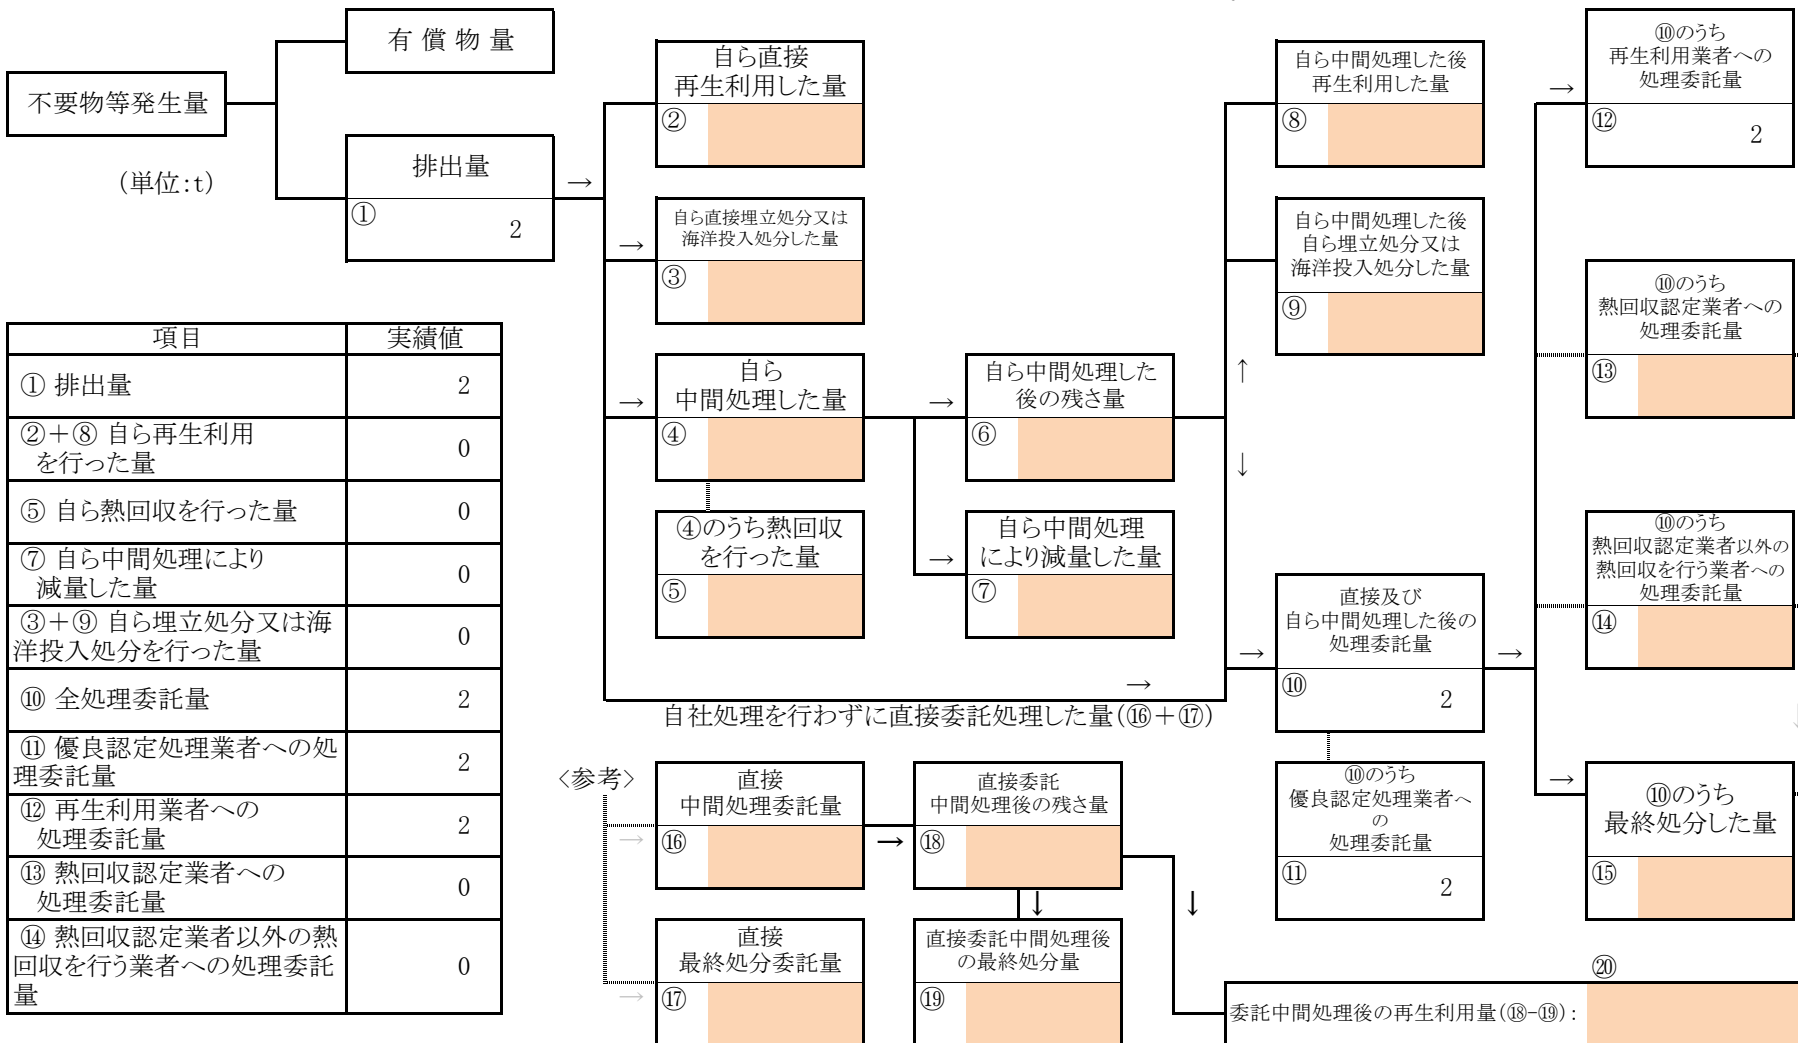 有 償 物 量
不要物等発生量
(単位:t)
排出量
①
2
→
自ら直接
再生利用した量
②
→
自ら直接埋立処分又は
海洋投入処分した量
③
→
自ら
中間処理した量
④
④のうち熱回収
を行った量
⑤
→
自ら中間処理した
後の残さ量
⑥
→
自ら中間処理
により減量した量
⑦
自ら中間処理した後
再生利用した量
⑧
自ら中間処理した後
自ら埋立処分又は
海洋投入処分した量
⑨
↑
↓
→
直接及び
自ら中間処理した後の
処理委託量
⑩
2
→
→
自社処理を行わずに直接委託処理した量(⑯+⑰)
⑩のうち
優良認定処理業者へ
の
処理委託量
⑪
2
→
⑩のうち
再生利用業者への
処理委託量
⑫
2
⑩のうち
熱回収認定業者への
処理委託量
⑬
⑩のうち
熱回収認定業者以外の
熱回収を行う業者への
処理委託量
⑭
→
⑩のうち
最終処分した量
⑮
項目 実績値
① 排出量 2
②+⑧ 自ら再生利用
を行った量 0
⑤ 自ら熱回収を行った量 0
⑦ 自ら中間処理により
減量した量 0
③+⑨ 自ら埋立処分又は海
洋投入処分を行った量 0
⑩ 全処理委託量 2
⑪ 優良認定処理業者への処
理委託量 2
⑫ 再生利用業者への
処理委託量 2
⑬ 熱回収認定業者への
処理委託量 0
⑭ 熱回収認定業者以外の熱
回収を行う業者への処理委託
量 0
<参考>
→
直接
中間処理委託量
⑯
→
直接委託
中間処理後の残さ量
⑱
↓
↓
→
直接
最終処分委託量
⑰
直接委託中間処理後
の最終処分量
⑲
⑳
委託中間処理後の再生利用量(⑱-⑲):